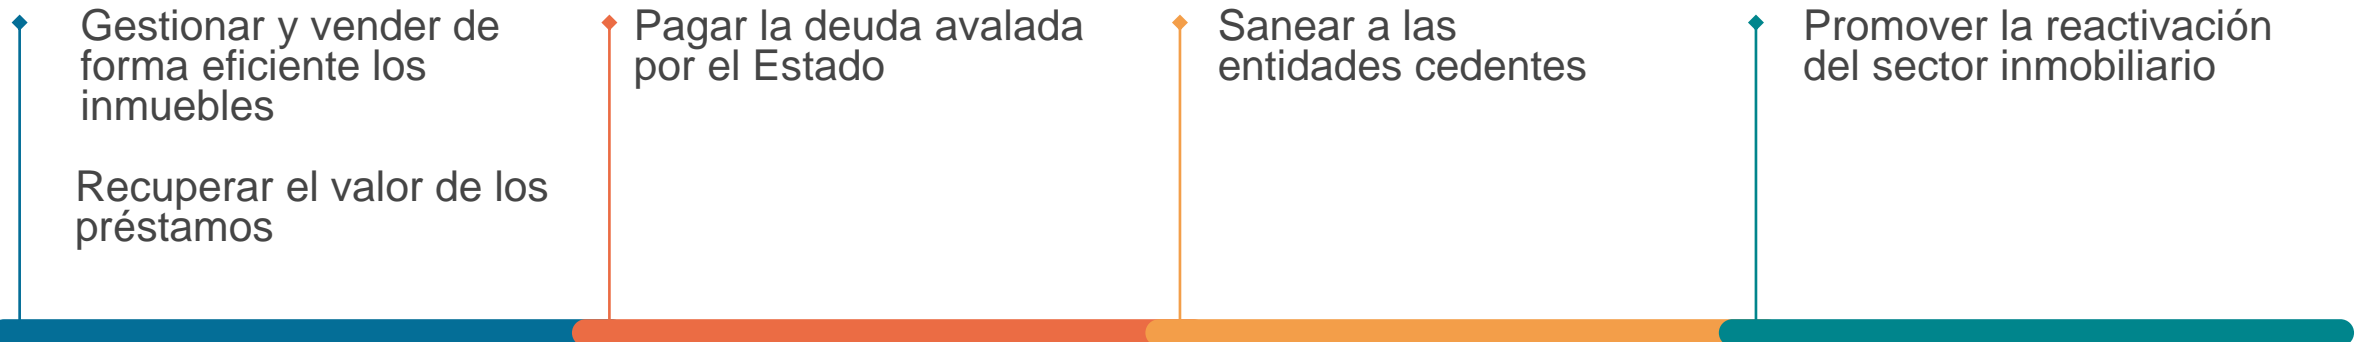 Gestionar y vender de
forma eficiente los
inmuebles
Recuperar el valor de los
préstamos
Pagar la deuda avalada
por el Estado
Sanear a las
entidades cedentes
Promover la reactivación
del sector inmobiliario